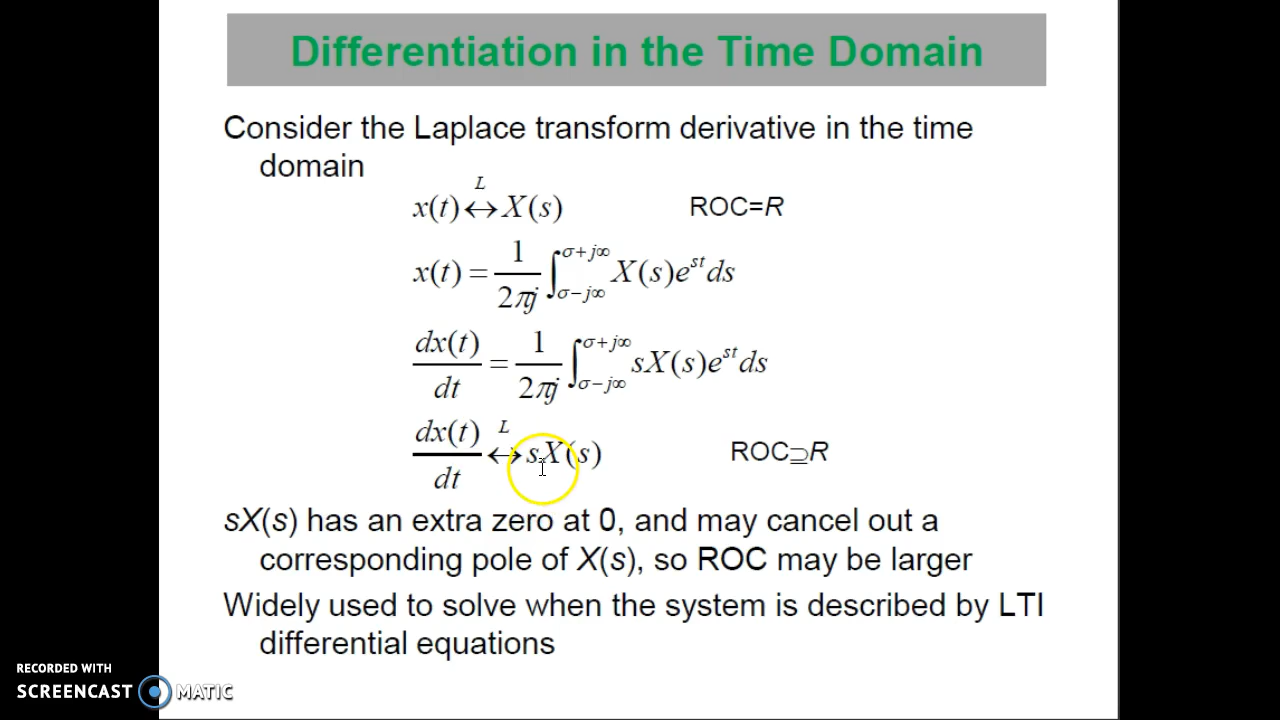 Differentiation in the Time Domain
Consider the Laplace transform derivative in the time
domain
x(t) ↔ᴸ X(s) ROC=R
x(t) = 1/2πj ∫_{σ−j∞}^{σ+j∞} X(s)e^{st} ds
dx(t)/dt = 1/2πj ∫_{σ−j∞}^{σ+j∞} sX(s)e^{st} ds
dx(t)/dt ↔ᴸ sX(s) ROC⊇R
sX(s) has an extra zero at 0, and may cancel out a
corresponding pole of X(s), so ROC may be larger
Widely used to solve when the system is described by LTI
differential equations
RECORDED WITH
SCREENCAST MATIC